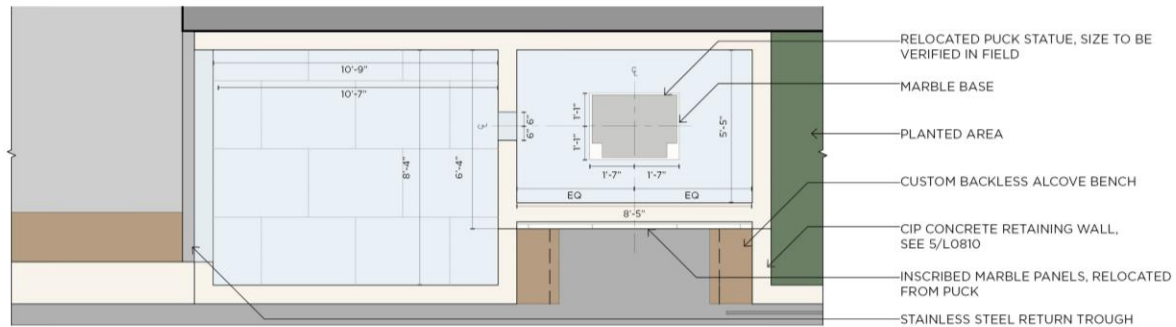 RELOCATED PUCK STATUE, SIZE TO BE
VERIFIED IN FIELD
MARBLE BASE
PLANTED AREA
CUSTOM BACKLESS ALCOVE BENCH
CIP CONCRETE RETAINING WALL,
SEE 5/L0810
INSCRIBED MARBLE PANELS, RELOCATED
FROM PUCK
STAINLESS STEEL RETURN TROUGH
10'-9"
10'-7"
8'-4"
6'-4"
6" 6"
1'-1"
1'-1"
1'-7" 1'-7"
5'-5"
EQ EQ
8'-5"